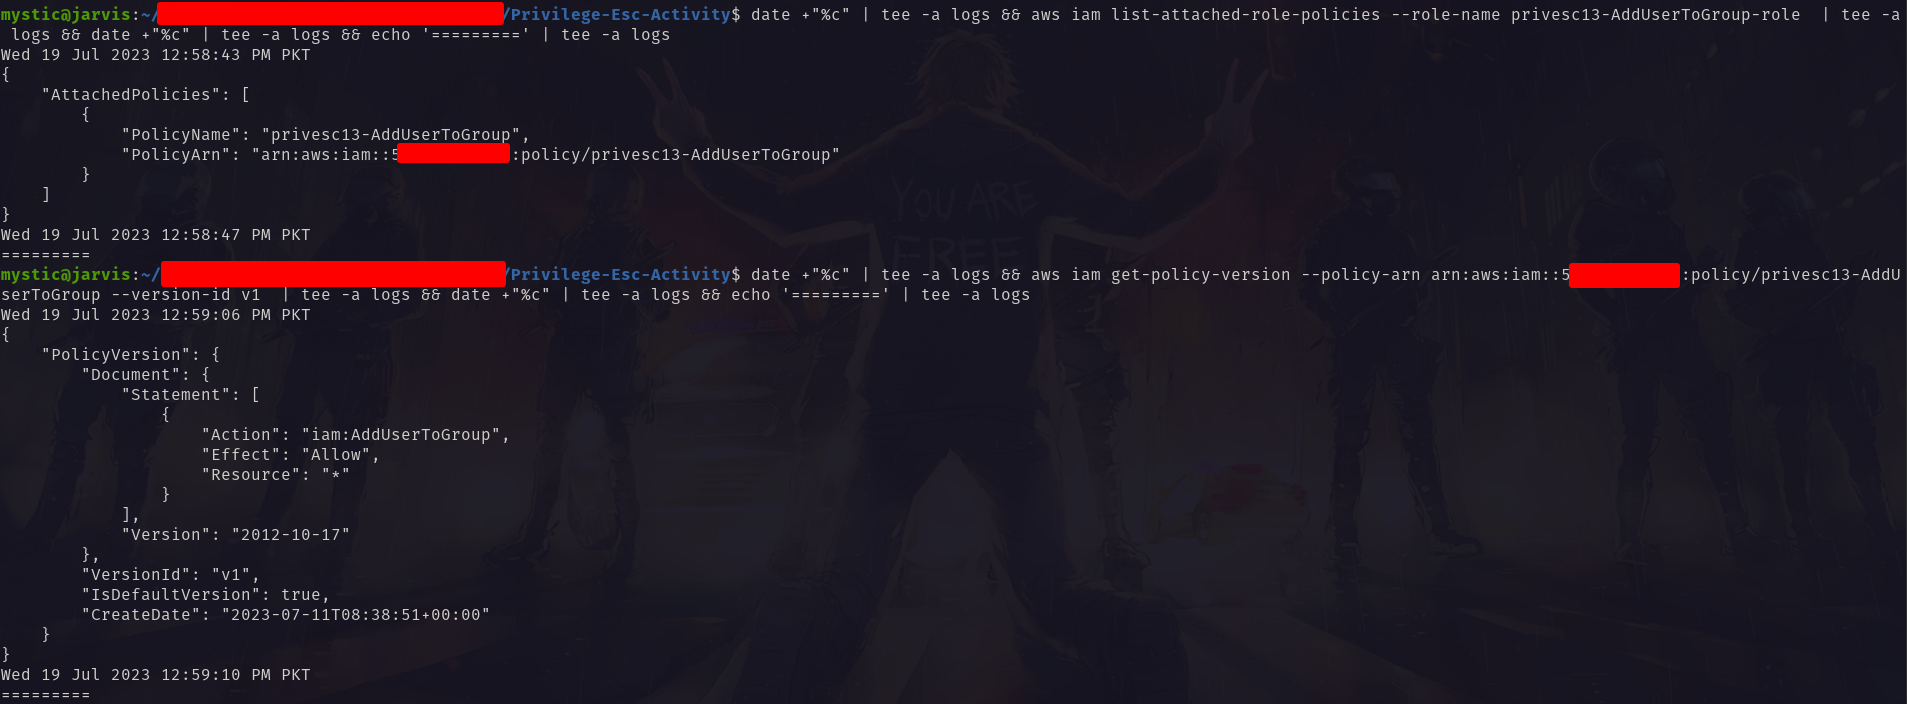 mystic@jarvis:~/ /Privilege-Esc-Activity$ date +"%c" | tee -a logs && aws iam list-attached-role-policies --role-name privesc13-AddUserToGroup-role  | tee -a
 logs && date +"%c" | tee -a logs && echo '=========' | tee -a logs
Wed 19 Jul 2023 12:58:43 PM PKT
{
    "AttachedPolicies": [
        {
            "PolicyName": "privesc13-AddUserToGroup",
            "PolicyArn": "arn:aws:iam::5 :policy/privesc13-AddUserToGroup"
        }
    ]
}
YOU ARE
FREE
Wed 19 Jul 2023 12:58:47 PM PKT
=========
mystic@jarvis:~/ /Privilege-Esc-Activity$ date +"%c" | tee -a logs && aws iam get-policy-version --policy-arn arn:aws:iam::5 :policy/privesc13-AddU
serToGroup --version-id v1  | tee -a logs && date +"%c" | tee -a logs && echo '=========' | tee -a logs
Wed 19 Jul 2023 12:59:06 PM PKT
{
    "PolicyVersion": {
        "Document": {
            "Statement": [
                {
                    "Action": "iam:AddUserToGroup",
                    "Effect": "Allow",
                    "Resource": "*"
                }
            ],
            "Version": "2012-10-17"
        },
        "VersionId": "v1",
        "IsDefaultVersion": true,
        "CreateDate": "2023-07-11T08:38:51+00:00"
    }
}
Wed 19 Jul 2023 12:59:10 PM PKT
=========